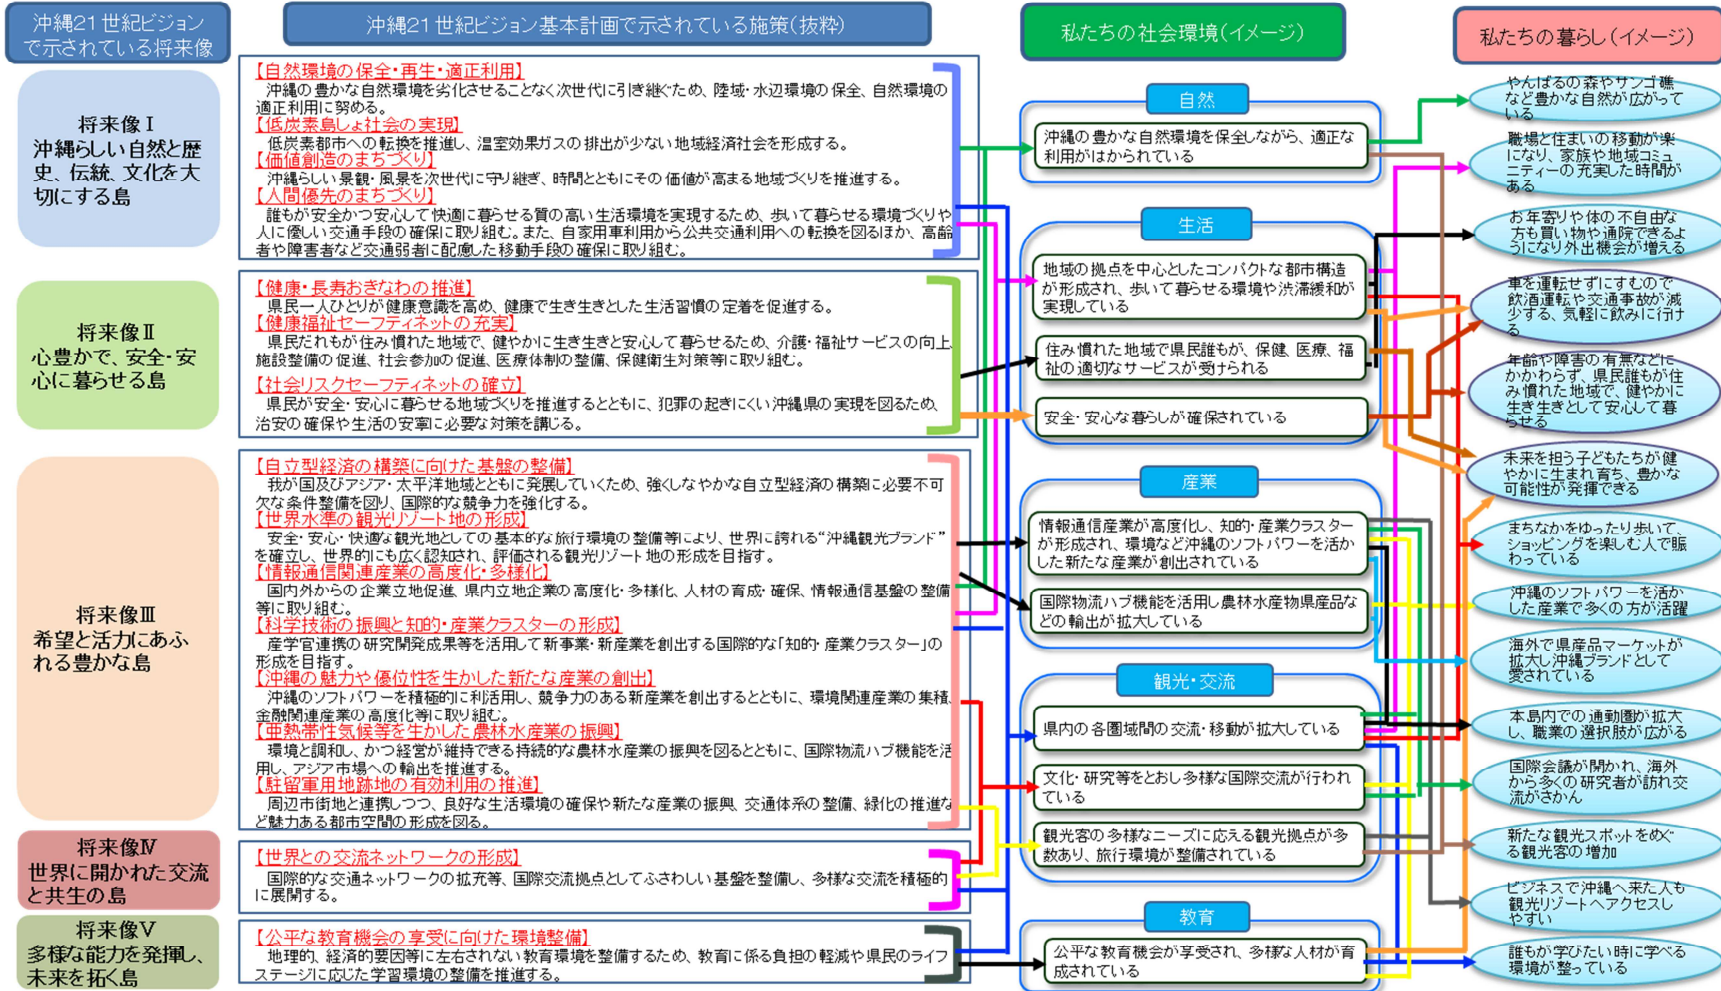 沖縄21世紀ビジョン
で示されている将来像
沖縄21世紀ビジョン基本計画で示されている施策(抜粋)
私たちの社会環境(イメージ)
私たちの暮らし(イメージ)
将来像Ⅰ
沖縄らしい自然と歴
史、伝統、文化を大
切にする島
【自然環境の保全・再生・適正利用】
沖縄の豊かな自然環境を劣化させることなく次世代に引き継ぐため、陸域・水辺環境の保全、自然環境の
適正利用に努める。
【低炭素島しょ社会の実現】
低炭素都市への転換を推進し、温室効果ガスの排出が少ない地域経済社会を形成する。
【価値創造のまちづくり】
沖縄らしい景観・風景を次世代に守り継ぎ、時間とともにその価値が高まる地域づくりを推進する。
【人間優先のまちづくり】
誰もが安全かつ安心して快適に暮らせる質の高い生活環境を実現するため、歩いて暮らせる環境づくりや
人に優しい交通手段の確保に取り組む。また、自家用車利用から公共交通利用への転換を図るほか、高齢
者や障害者など交通弱者に配慮した移動手段の確保に取り組む。
将来像Ⅱ
心豊かで、安全・安
心に暮らせる島
【健康・長寿おきなわの推進】
県民一人ひとりが健康意識を高め、健康で生き生きとした生活習慣の定着を促進する。
【健康福祉セーフティネットの充実】
県民だれもが住み慣れた地域で、健やかに生き生きと安心して暮らせるため、介護・福祉サービスの向上、
施設整備の促進、社会参加の促進、医療体制の整備、保健衛生対策等に取り組む。
【社会リスクセーフティネットの確立】
県民が安全・安心に暮らせる地域づくりを推進するとともに、犯罪の起きにくい沖縄県の実現を図るため、
治安の確保や生活の安寧に必要な対策を講じる。
将来像Ⅲ
希望と活力にあふ
れる豊かな島
【自立型経済の構築に向けた基盤の整備】
我が国及びアジア・太平洋地域とともに発展していくため、強くしなやかな自立型経済の構築に必要不可
欠な条件整備を図り、国際的な競争力を強化する。
【世界水準の観光リゾート地の形成】
安全・安心・快適な観光地としての基本的な旅行環境の整備等により、世界に誇れる“沖縄観光ブランド”
を確立し、世界的にも広く認知され、評価される観光リゾート地の形成を目指す。
【情報通信関連産業の高度化・多様化】
国内外からの企業立地促進、県内立地企業の高度化・多様化、人材の育成・確保、情報通信基盤の整備
等に取り組む。
【科学技術の振興と知的・産業クラスターの形成】
産学官連携の研究開発成果等を活用して新事業・新産業を創出する国際的な「知的・産業クラスター」の
形成を目指す。
【沖縄の魅力や優位性を生かした新たな産業の創出】
沖縄のソフトパワーを積極的に利活用し、競争力のある新産業を創出するとともに、環境関連産業の集積、
金融関連産業の高度化等に取り組む。
【亜熱帯性気候等を生かした農林水産業の振興】
環境と調和し、かつ経営が維持できる持続的な農林水産業の振興を図るとともに、国際物流ハブ機能を活
用し、アジア市場への輸出を推進する。
【駐留軍用地跡地の有効利用の推進】
周辺市街地と連携しつつ、良好な生活環境の確保や新たな産業の振興、交通体系の整備、緑化の推進な
ど魅力ある都市空間の形成を図る。
将来像Ⅳ
世界に開かれた交流
と共生の島
【世界との交流ネットワークの形成】
国際的な交通ネットワークの拡充等、国際交流拠点としてふさわしい基盤を整備し、多様な交流を積極的
に展開する。
将来像Ⅴ
多様な能力を発揮し、
未来を拓く島
【公平な教育機会の享受に向けた環境整備】
地理的、経済的要因等に左右されない教育環境を整備するため、教育に係る負担の軽減や県民のライフ
ステージに応じた学習環境の整備を推進する。
自然
沖縄の豊かな自然環境を保全しながら、適正な
利用がはかられている
生活
地域の拠点を中心としたコンパクトな都市構造
が形成され、歩いて暮らせる環境や渋滞緩和が
実現している
住み慣れた地域で県民誰もが、保健、医療、福
祉の適切なサービスが受けられる
安全・安心な暮らしが確保されている
産業
情報通信産業が高度化し、知的・産業クラスター
が形成され、環境など沖縄のソフトパワーを活か
した新たな産業が創出されている
国際物流ハブ機能を活用し農林水産物県産品な
どの輸出が拡大している
観光・交流
県内の各圏域間の交流・移動が拡大している
文化・研究等をとおし多様な国際交流が行われ
ている
観光客の多様なニーズに応える観光拠点が多
数あり、旅行環境が整備されている
教育
公平な教育機会が享受され、多様な人材が育
成されている
やんばるの森やサンゴ礁
など豊かな自然が広がって
いる
職場と住まいの移動が楽
になり、家族や地域コミュ
ニティーの充実した時間が
ある
お年寄りや体の不自由な
方も買い物や通院できるよ
うになり外出機会が増える
車を運転せずにすむので
飲酒運転や交通事故が減
少する、気軽に飲みに行け
る
年齢や障害の有無などに
かかわらず、県民誰もが住
み慣れた地域で、健やかに
生き生きとして安心して暮
らせる
未来を担う子どもたちが健
やかに生まれ育ち、豊かな
可能性が発揮できる
まちなかをゆったり歩いて、
ショッピングを楽しむ人で賑
わっている
沖縄のソフトパワーを活か
した産業で多くの方が活躍
海外で県産品マーケットが
拡大し沖縄ブランドとして
愛されている
本島内での通勤圏が拡大
し、職業の選択肢が広がる
国際会議が開かれ、海外
から多くの研究者が訪れ交
流がさかん
新たな観光スポットをめぐ
る観光客の増加
ビジネスで沖縄へ来た人も
観光リゾートへアクセスし
やすい
誰もが学びたい時に学べる
環境が整っている